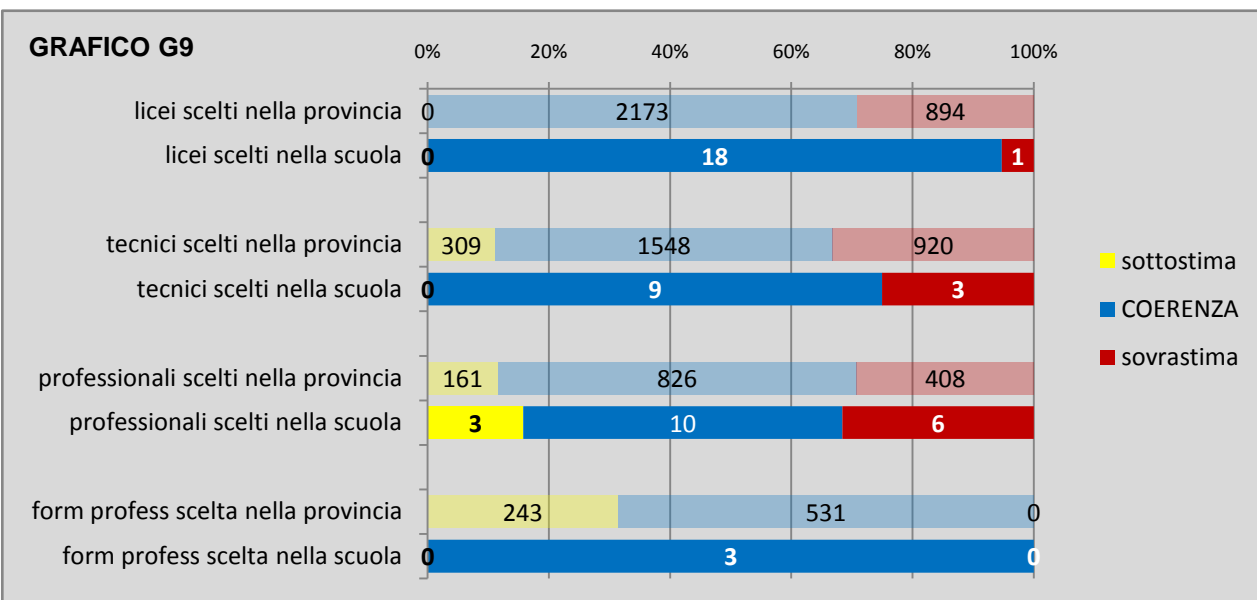 GRAFICO G9
0% 20% 40% 60% 80% 100%
licei scelti nella provincia 0 2173 894
licei scelti nella scuola 0 18 1
tecnici scelti nella provincia 309 1548 920
tecnici scelti nella scuola 0 9 3
professionali scelti nella provincia 161 826 408
professionali scelti nella scuola 3 10 6
form profess scelta nella provincia 243 531 0
form profess scelta nella scuola 0 3 0
sottostima
COERENZA
sovrastima